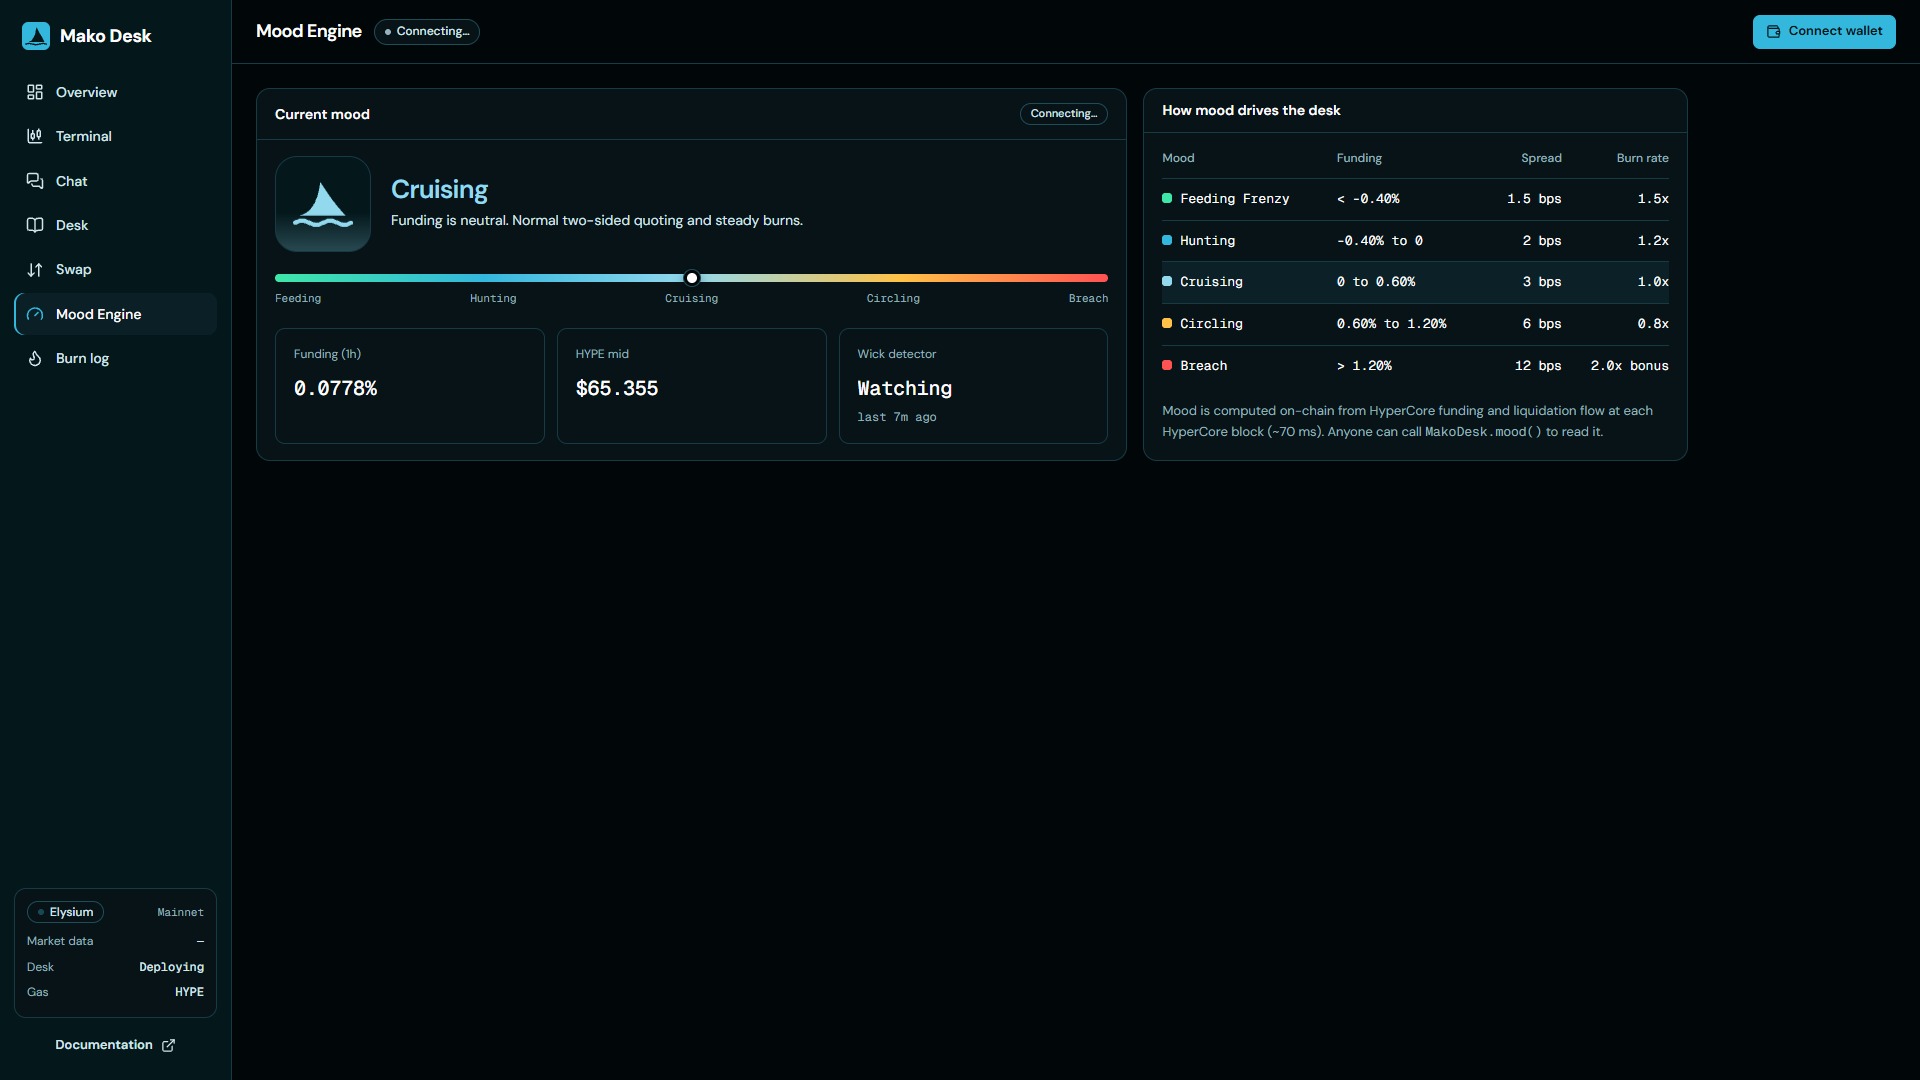 Mako Desk
Overview
Terminal
Chat
Desk
Swap
Mood Engine
Burn log
Elysium Mainnet
Market data –
Desk Deploying
Gas HYPE
Documentation
Mood Engine Connecting…
Connect wallet
Current mood Connecting…
Cruising
Funding is neutral. Normal two-sided quoting and steady burns.
Feeding Hunting Cruising Circling Breach
Funding (1h)
0.0778%
HYPE mid
$65.355
Wick detector
Watching
last 7m ago
How mood drives the desk
Mood Funding Spread Burn rate
Feeding Frenzy < -0.40% 1.5 bps 1.5x
Hunting -0.40% to 0 2 bps 1.2x
Cruising 0 to 0.60% 3 bps 1.0x
Circling 0.60% to 1.20% 6 bps 0.8x
Breach > 1.20% 12 bps 2.0x bonus
Mood is computed on-chain from HyperCore funding and liquidation flow at each
HyperCore block (~70 ms). Anyone can call MakoDesk.mood() to read it.